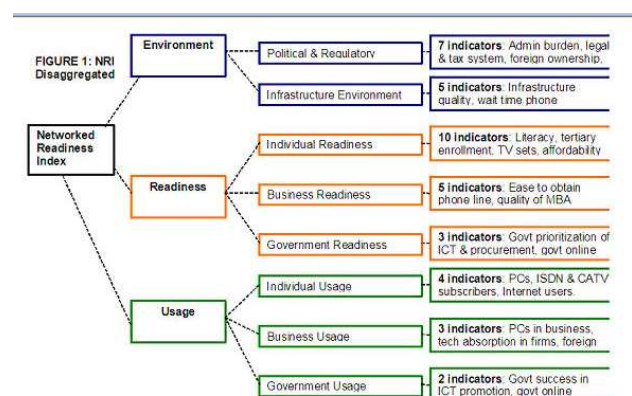 FIGURE 1: NRI
Disaggregated
Networked
Readiness
Index
Environment
Political & Regulatory
7 indicators: Admin burden, legal
& tax system, foreign ownership,
Infrastructure Environment
5 indicators: Infrastructure
quality, wait time phone
Readiness
Individual Readiness
10 indicators: Literacy, tertiary
enrollment, TV sets, affordability
Business Readiness
5 indicators: Ease to obtain
phone line, quality of MBA
Government Readiness
3 indicators: Govt prioritization of
ICT & procurement, govt online
Usage
Individual Usage
4 indicators: PCs, ISDN & CATV
subscribers, Internet users.
Business Usage
3 indicators: PCs in business,
tech absorption in firms, foreign
Government Usage
2 indicators: Govt success in
ICT promotion, govt online